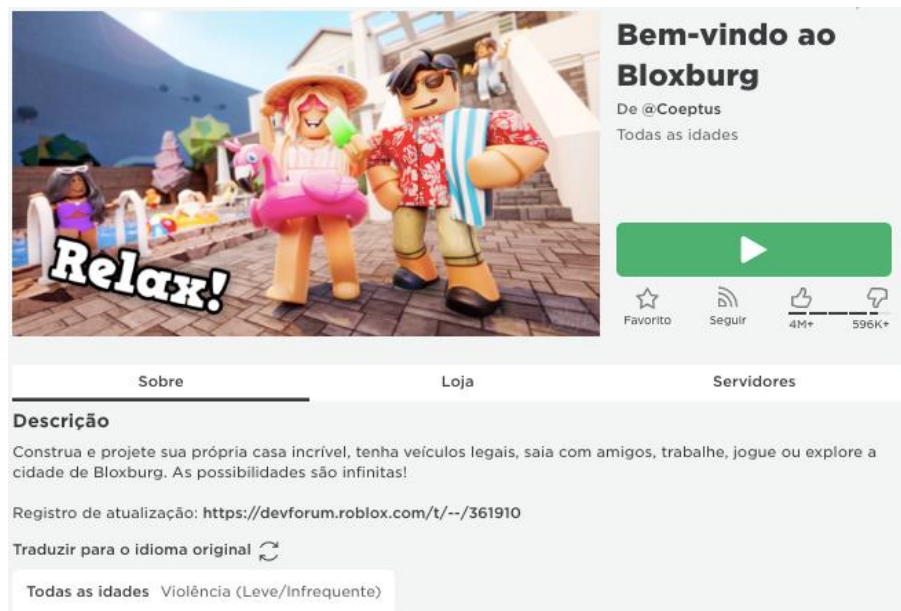 Bem-vindo ao
Bloxburg
De @Coeptus
Todas as idades
Relax!
Favorito
Seguir
4M+
596K+
Sobre
Loja
Servidores
Descrição
Construa e projete sua própria casa incrível, tenha veículos legais, saia com amigos, trabalhe, jogue ou explore a
cidade de Bloxburg. As possibilidades são infinitas!
Registro de atualização: https://devforum.roblox.com/t/--/361910
Traduzir para o idioma original
Todas as idades Violência (Leve/Infrequente)